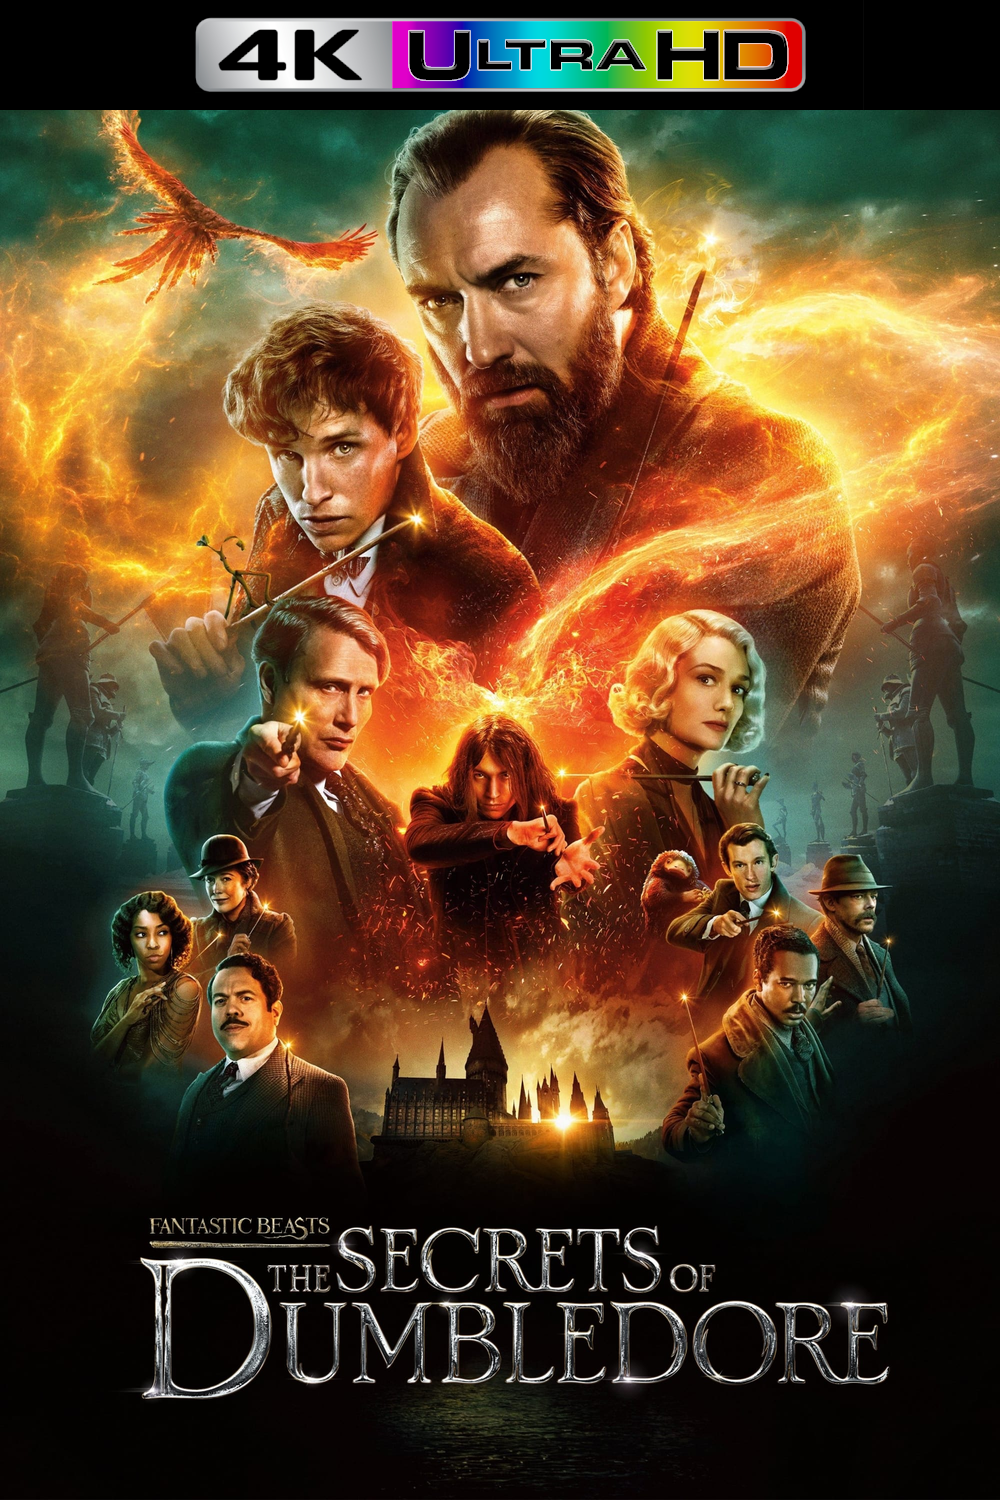 4K ULTRA HD
FANTASTIC BEASTS
THE SECRETS OF
DUMBLEDORE